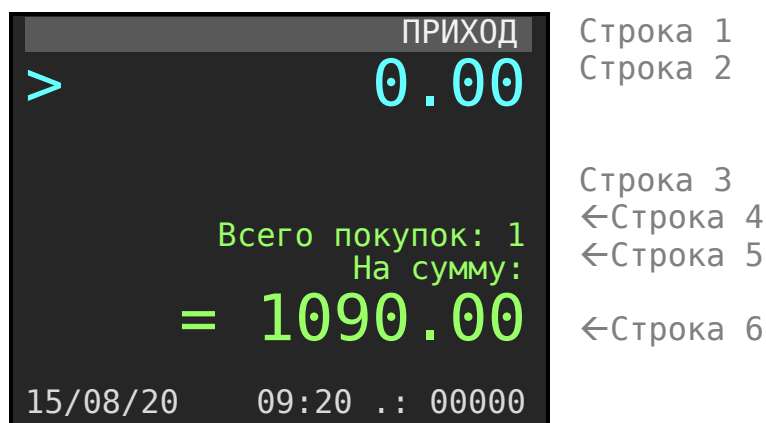 ПРИХОД Строка 1
> 0.00 Строка 2
Строка 3
←Строка 4
Всего покупок: 1
На сумму: ←Строка 5
= 1090.00 ←Строка 6
15/08/20 09:20 .: 00000